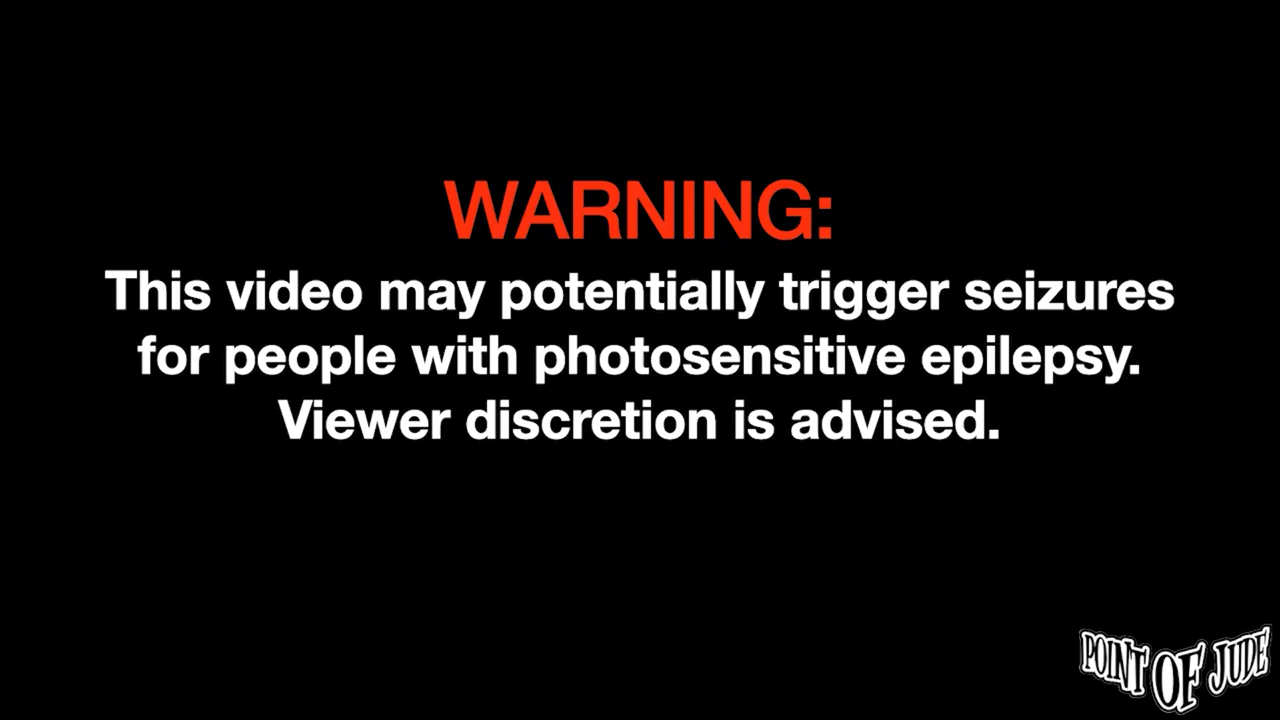 WARNING:
This video may potentially trigger seizures
for people with photosensitive epilepsy.
Viewer discretion is advised.
POINT OF JUDE